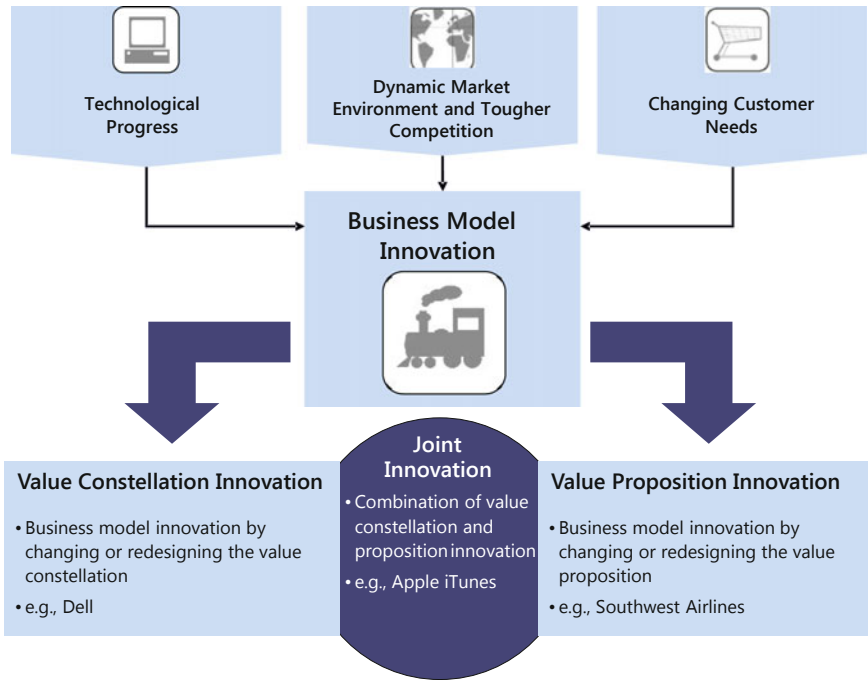 Technological
Progress
Dynamic Market
Environment and Tougher
Competition
Changing Customer
Needs
Business Model
Innovation
Value Constellation Innovation
• Business model innovation by
changing or redesigning the value
constellation
• e.g., Dell
Joint
Innovation
• Combination of value
constellation and
proposition innovation
• e.g., Apple iTunes
Value Proposition Innovation
• Business model innovation by
changing or redesigning the value
proposition
• e.g., Southwest Airlines